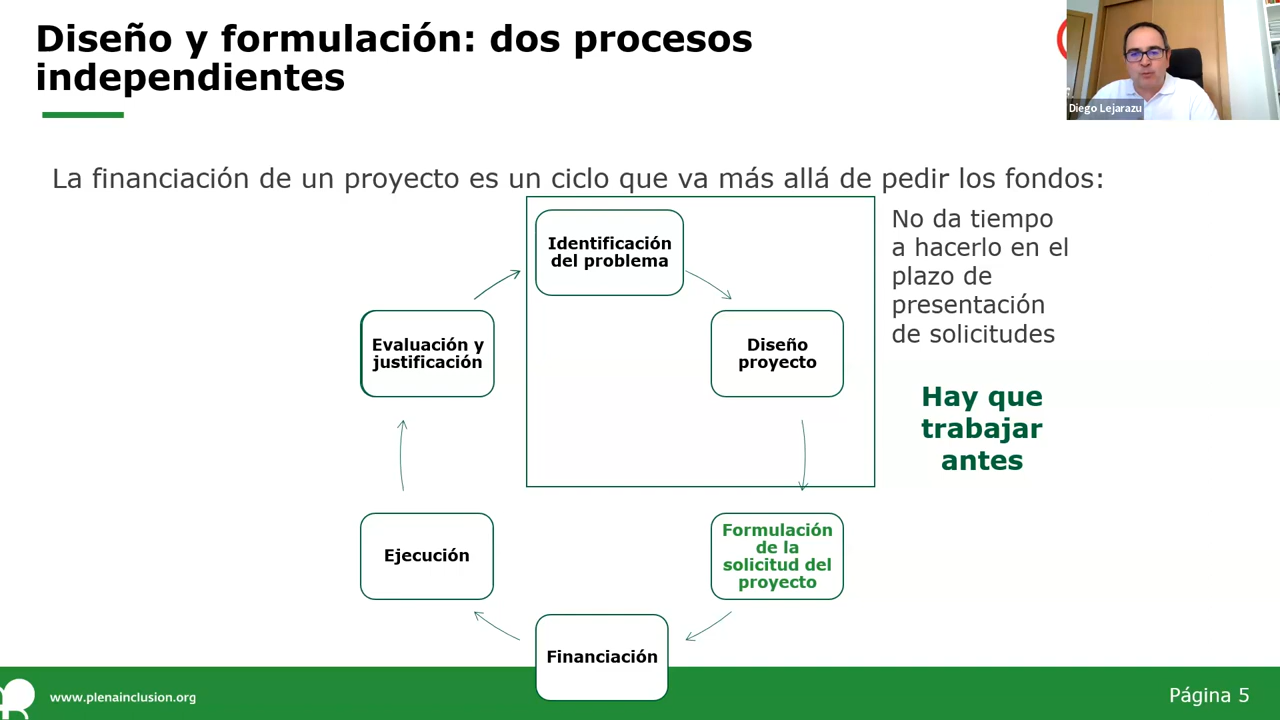 Diseño y formulación: dos procesos
independientes
Diego Lejarazu
La financiación de un proyecto es un ciclo que va más allá de pedir los fondos:
Identificación
del problema
No da tiempo
a hacerlo en el
plazo de
presentación
de solicitudes
Evaluación y
justificación
Diseño
proyecto
Hay que
trabajar
antes
Ejecución
Formulación
de la
solicitud del
proyecto
Financiación
www.plenainclusion.org
Página 5